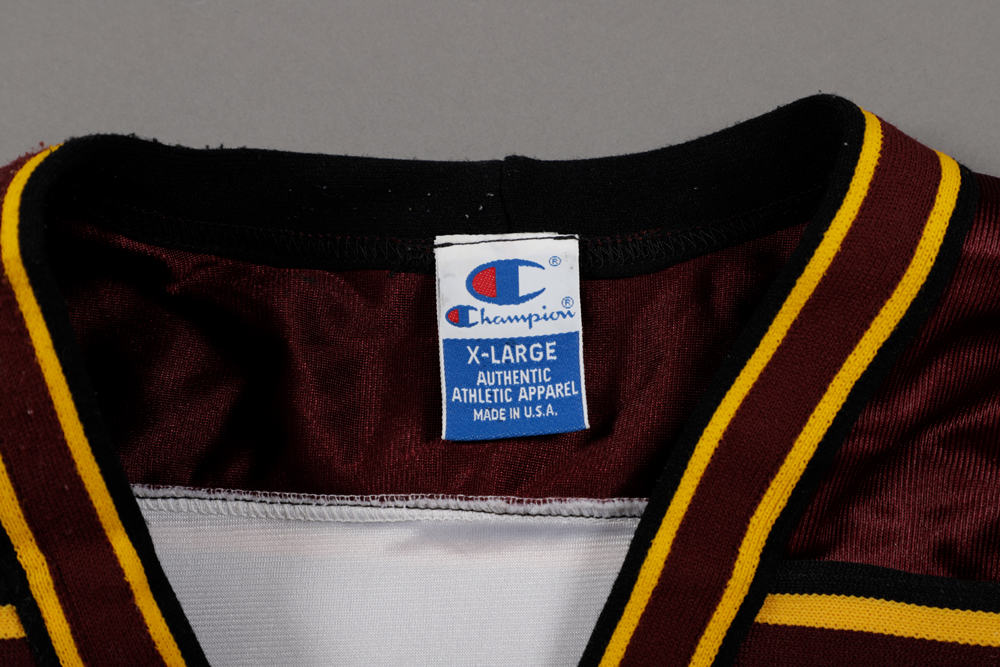 ®
Champion®
X-LARGE
AUTHENTIC
ATHLETIC APPAREL
MADE IN U.S.A.